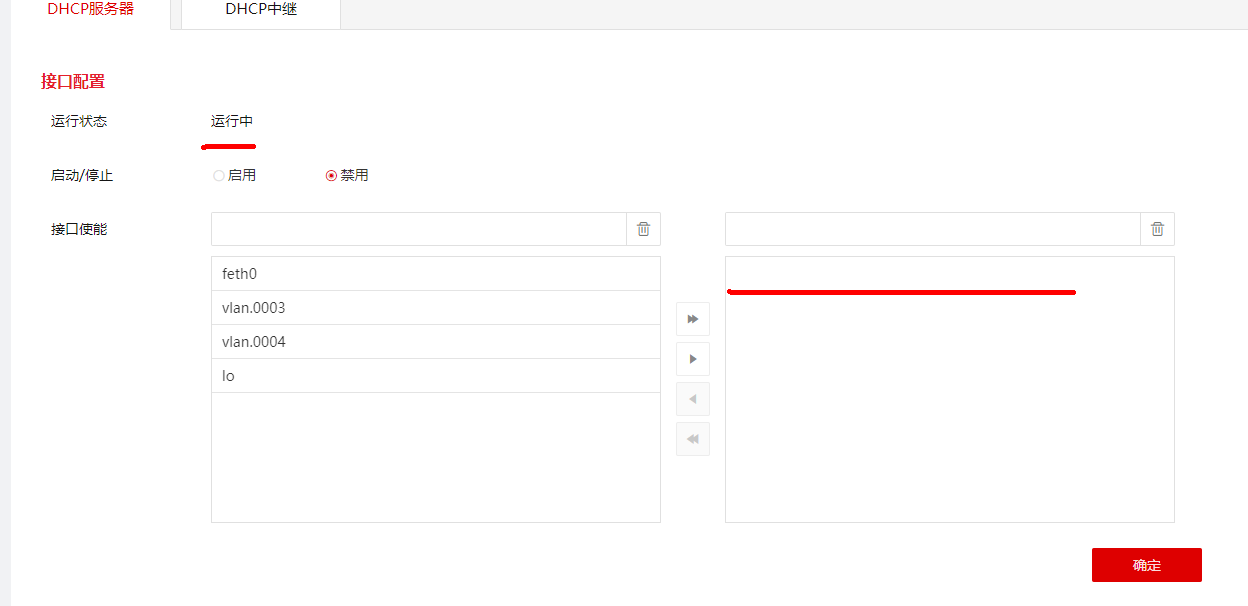 DHCP服务器 DHCP中继
接口配置
运行状态 运行中
启动/停止 启用 禁用
接口使能
feth0
vlan.0003
vlan.0004
lo
确定